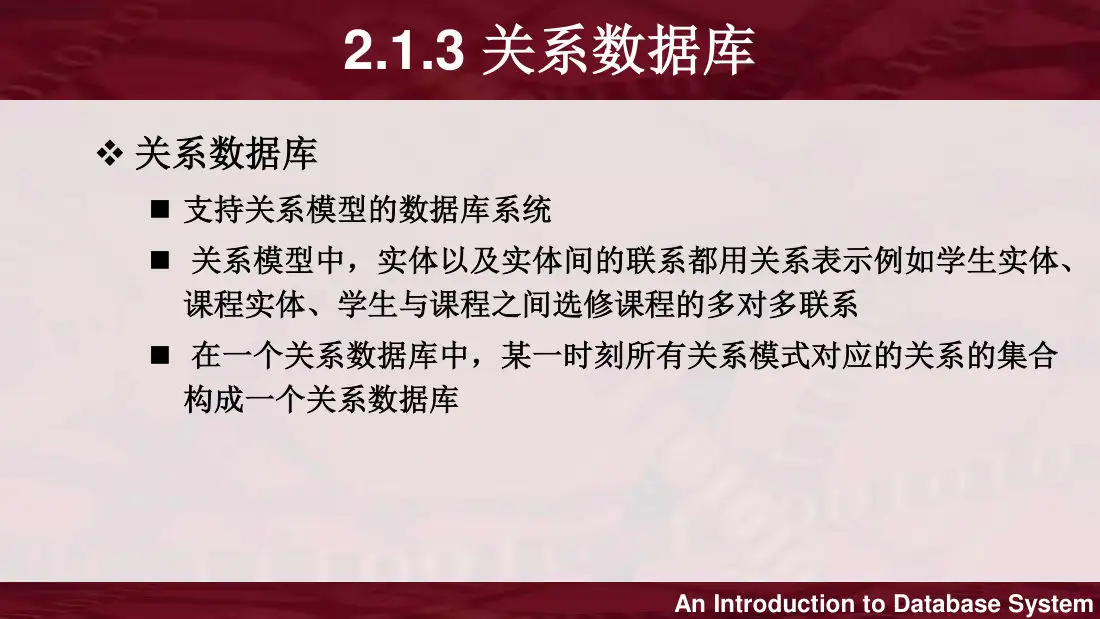 2.1.3 关系数据库
❖ 关系数据库
■ 支持关系模型的数据库系统
■ 关系模型中，实体以及实体间的联系都用关系表示例如学生实体、
课程实体、学生与课程之间选修课程的多对多联系
■ 在一个关系数据库中，某一时刻所有关系模式对应的关系的集合
构成一个关系数据库
An Introduction to Database System